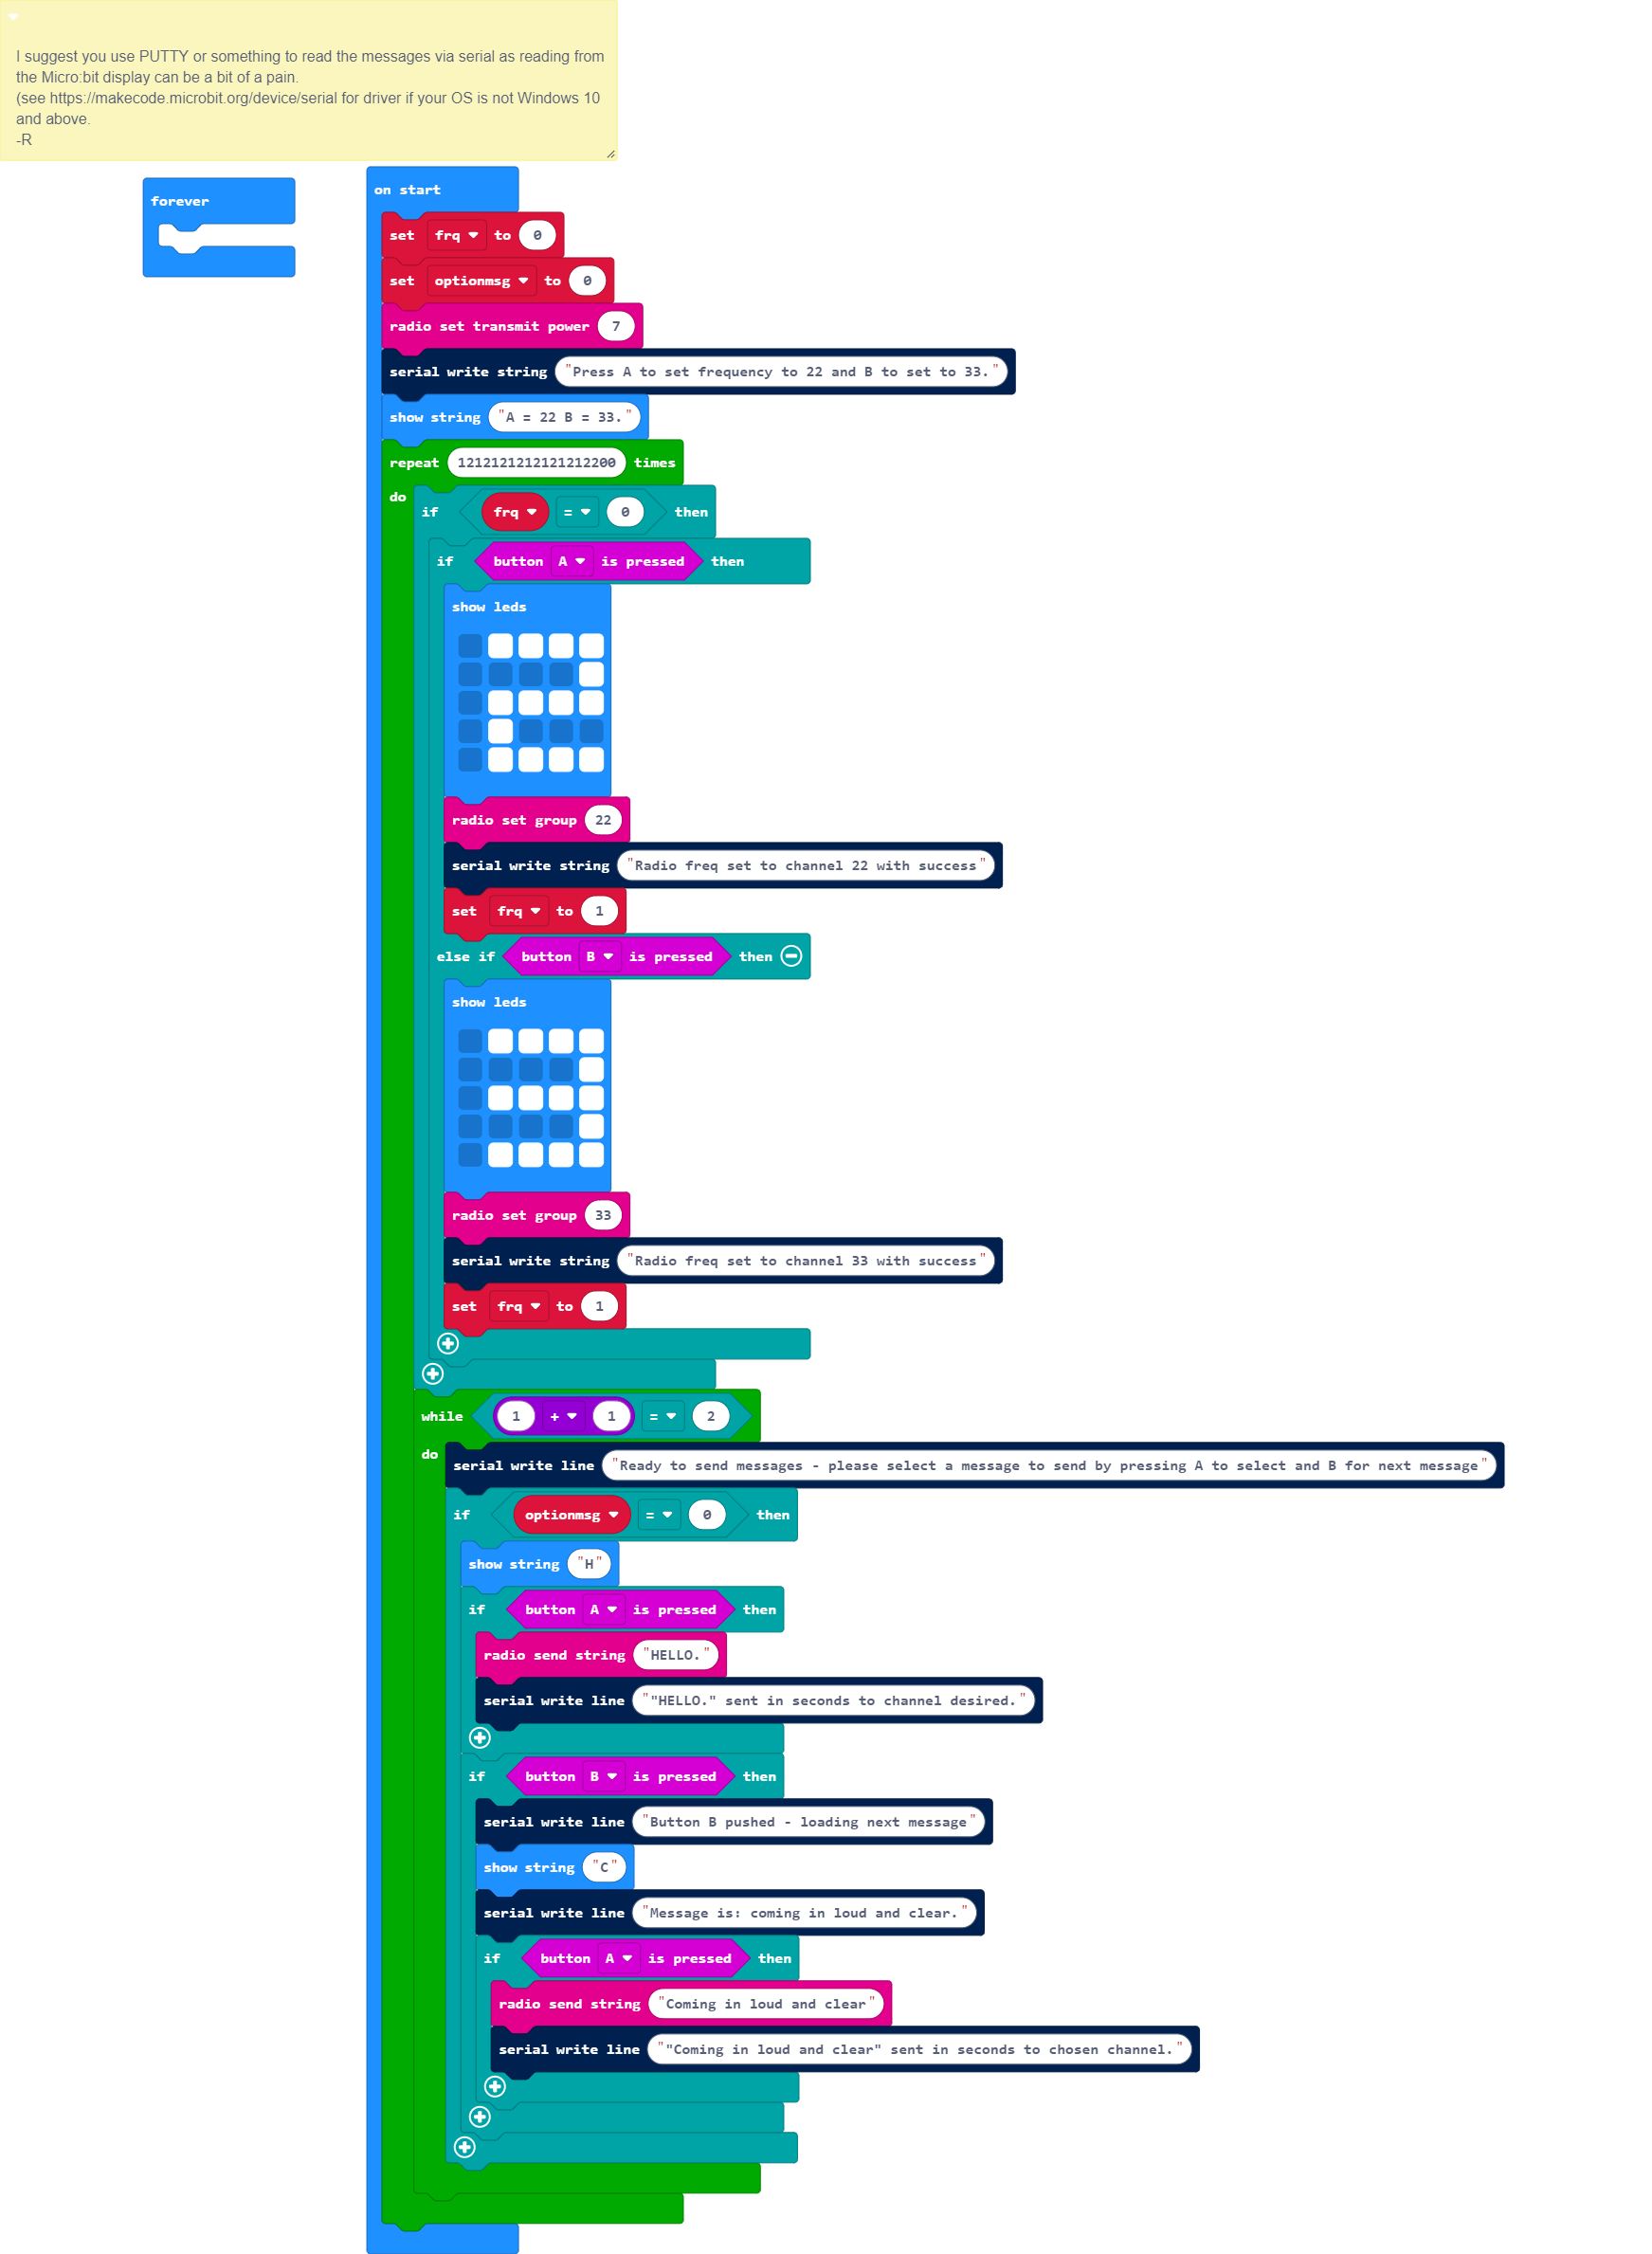 I suggest you use PUTTY or something to read the messages via serial as reading from
the Micro:bit display can be a bit of a pain.
(see https://makecode.microbit.org/device/serial for driver if your OS is not Windows 10
and above.
-R
forever
on start
set frq to 0
set optionmsg to 0
radio set transmit power 7
serial write string "Press A to set frequency to 22 and B to set to 33."
show string "A = 22 B = 33."
repeat 1212121212121212200 times
do
if frq = 0 then
if button A is pressed then
show leds
radio set group 22
serial write string "Radio freq set to channel 22 with success"
set frq to 1
else if button B is pressed then
show leds
radio set group 33
serial write string "Radio freq set to channel 33 with success"
set frq to 1
while 1 + 1 = 2
do
serial write line "Ready to send messages - please select a message to send by pressing A to select and B for next message"
if optionmsg = 0 then
show string "H"
if button A is pressed then
radio send string "HELLO."
serial write line ""HELLO." sent in seconds to channel desired."
if button B is pressed then
serial write line "Button B pushed - loading next message"
show string "C"
serial write line "Message is: coming in loud and clear."
if button A is pressed then
radio send string "Coming in loud and clear"
serial write line ""Coming in loud and clear" sent in seconds to chosen channel."